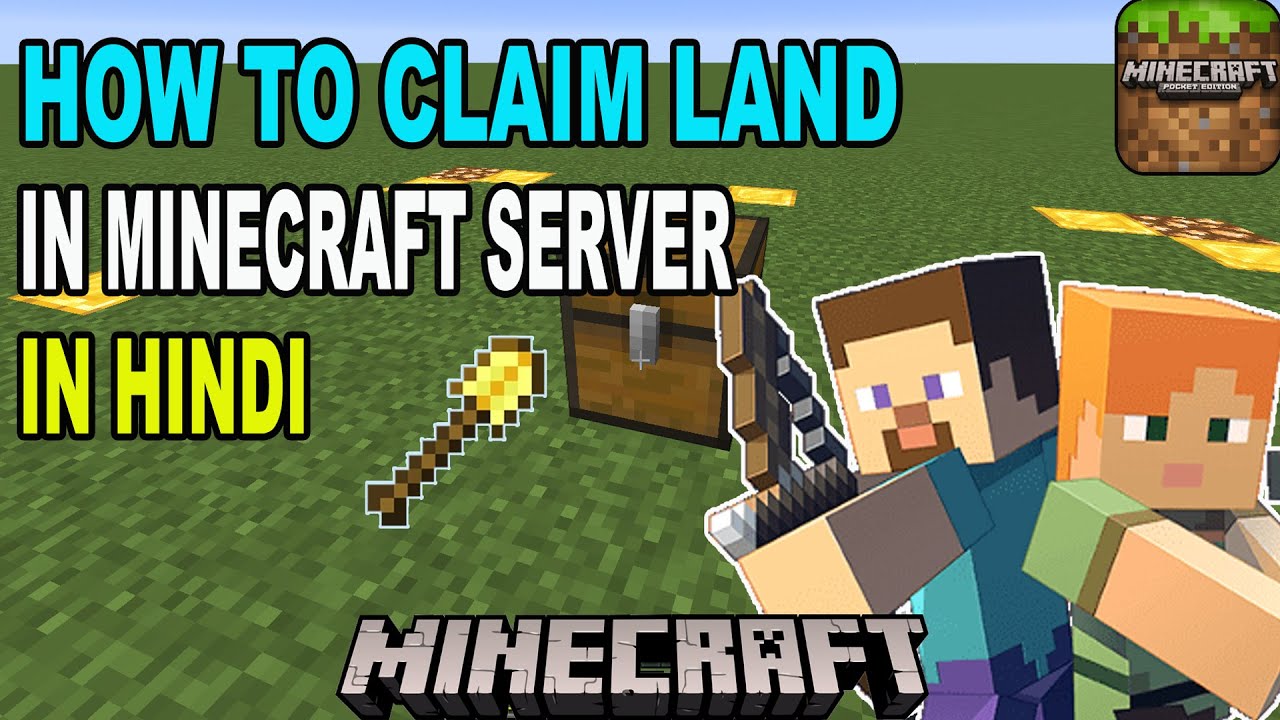 HOW TO CLAIM LAND
MINECRAFT
POCKET EDITION
IN MINECRAFT SERVER
IN HINDI
MINECRAFT